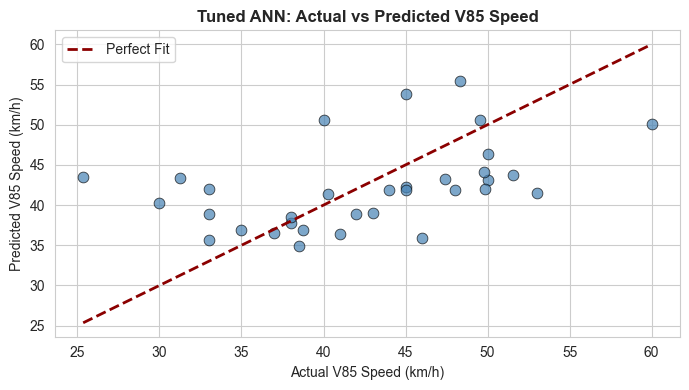 Tuned ANN: Actual vs Predicted V85 Speed
Perfect Fit
Predicted V85 Speed (km/h)
60
55
50
45
40
35
30
25
25 30 35 40 45 50 55 60
Actual V85 Speed (km/h)